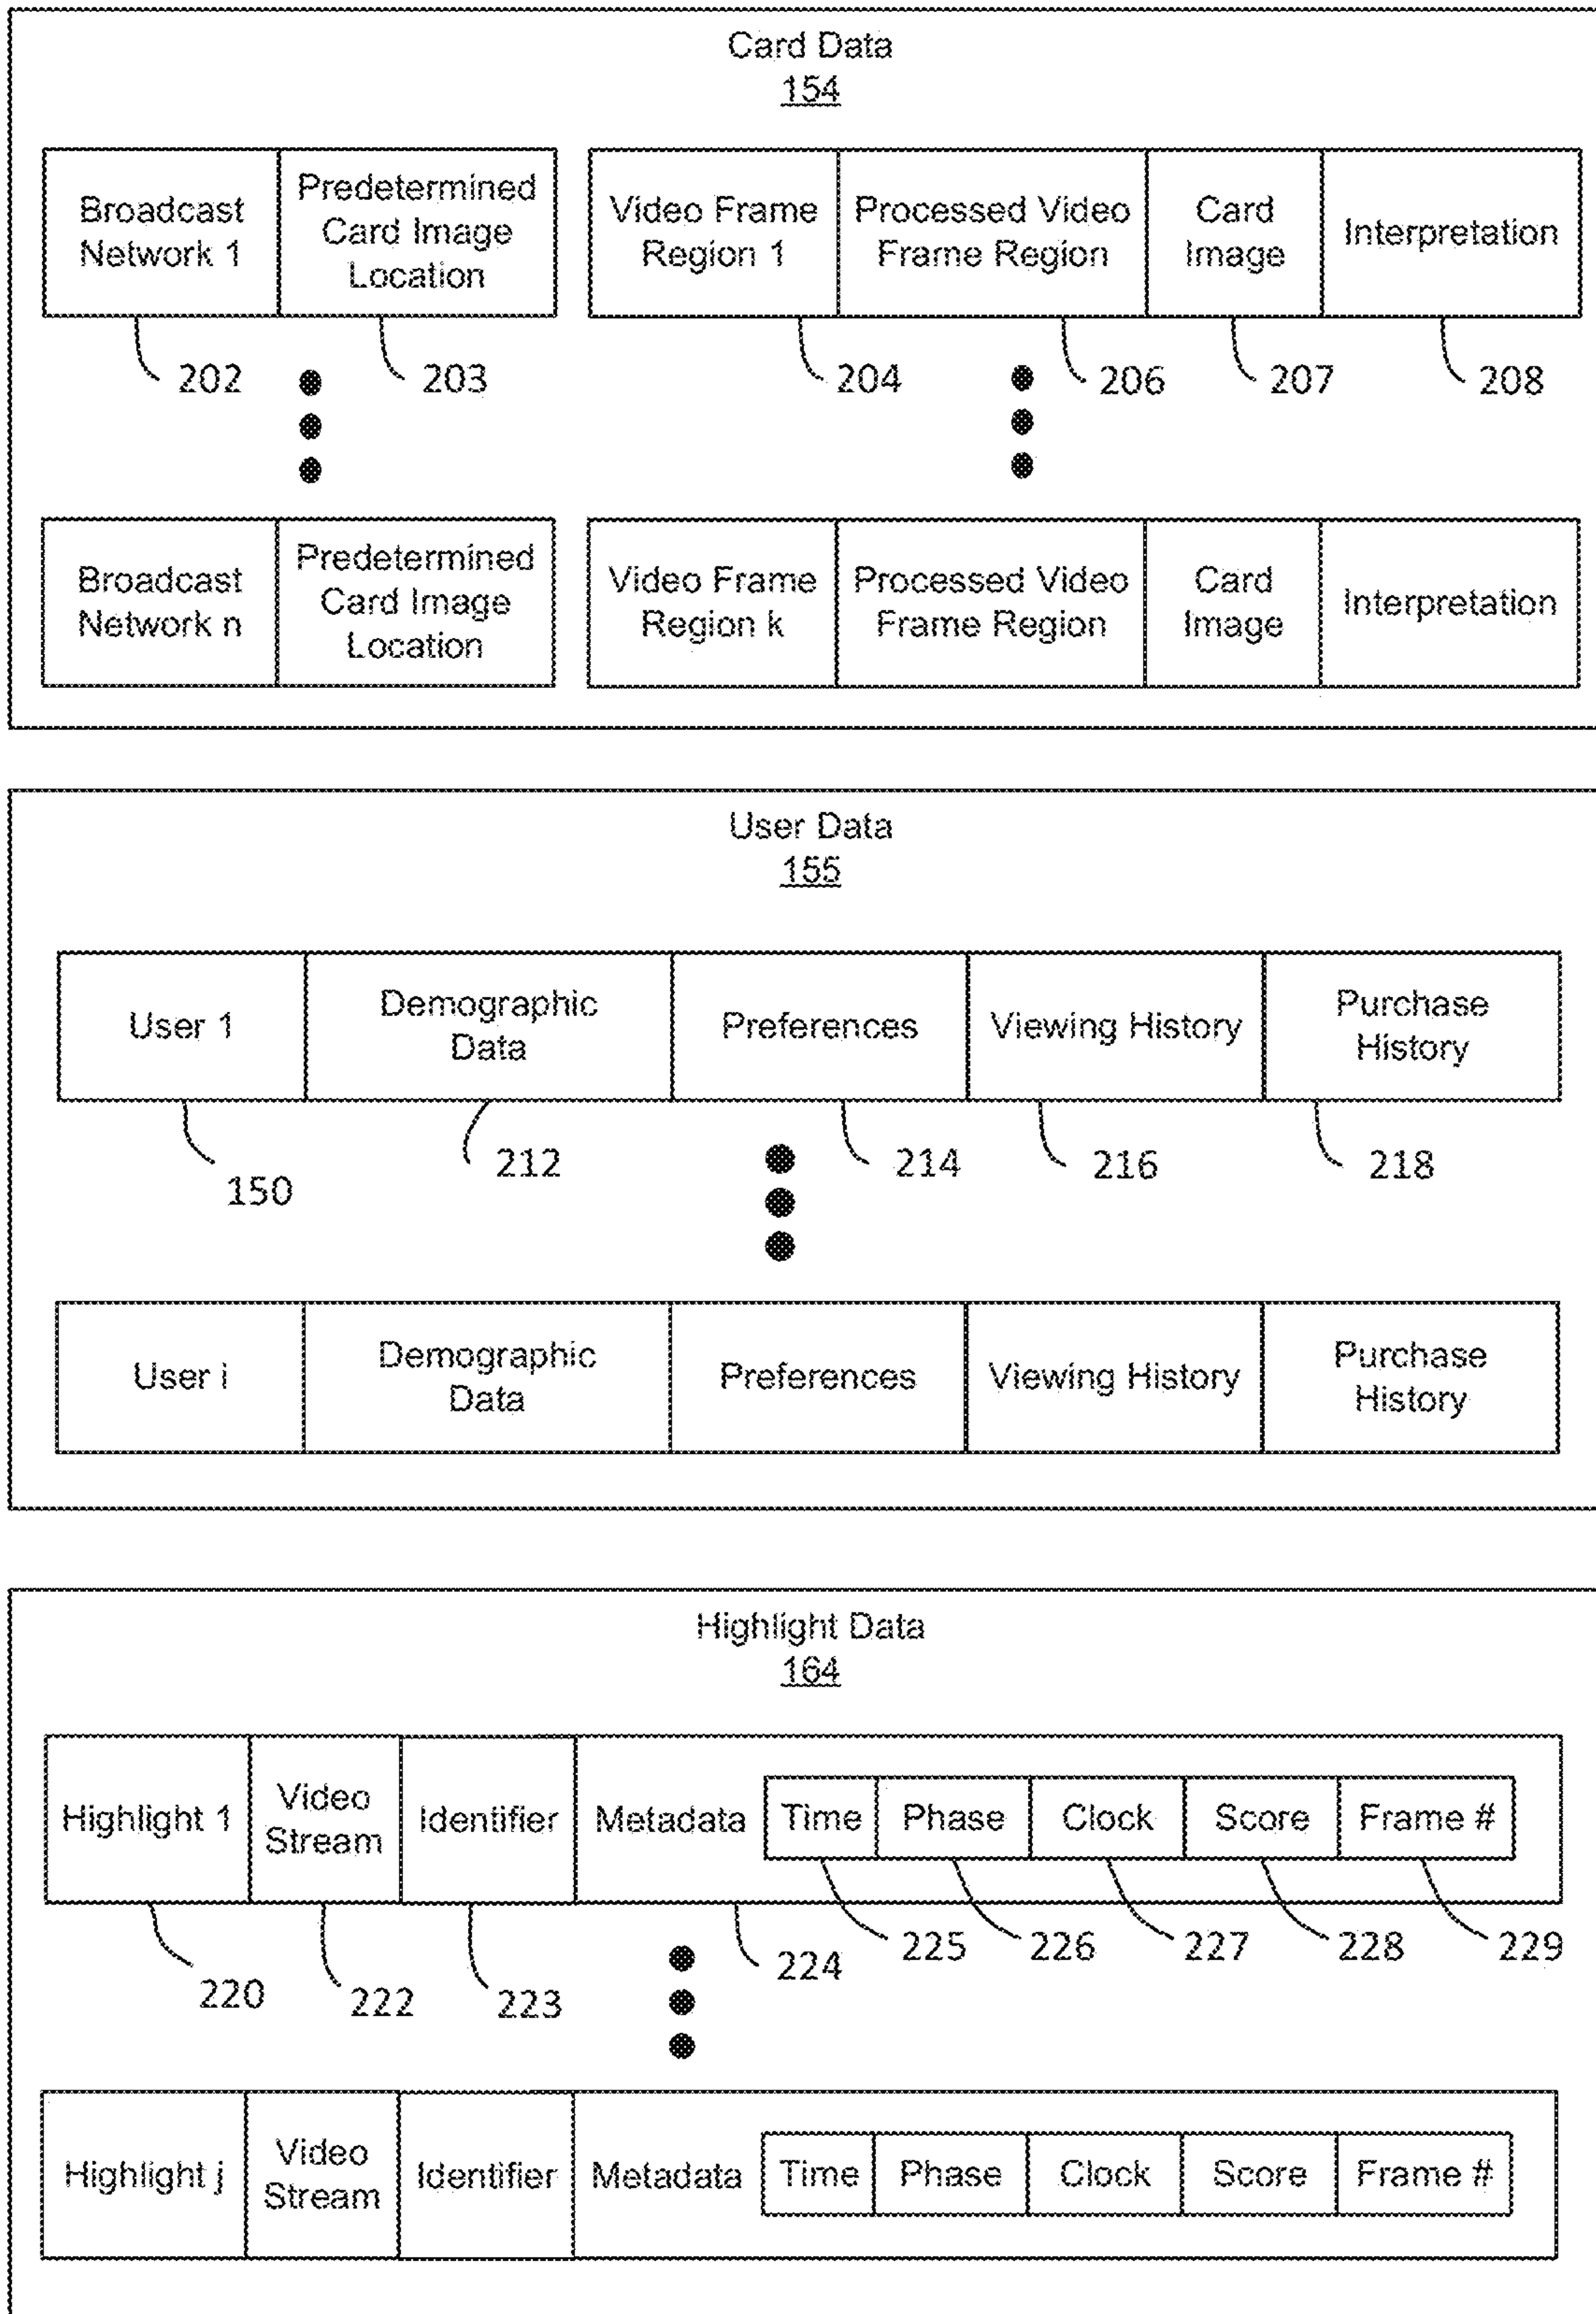 Card Data
154
Broadcast
Network 1
Predetermined
Card Image
Location
Video Frame
Region 1
Processed Video
Frame Region
Card
Image
Interpretation
202
203
204
206
207
208
Broadcast
Network n
Predetermined
Card Image
Location
Video Frame
Region k
Processed Video
Frame Region
Card
Image
Interpretation
User Data
155
User 1
Demographic
Data
Preferences
Viewing History
Purchase
History
150
212
214
216
218
User i
Demographic
Data
Preferences
Viewing History
Purchase
History
Highlight Data
164
Highlight 1
Video
Stream
Identifier
Metadata
Time
Phase
Clock
Score
Frame #
220
222
223
224
225
226
227
228
229
Highlight j
Video
Stream
Identifier
Metadata
Time
Phase
Clock
Score
Frame #